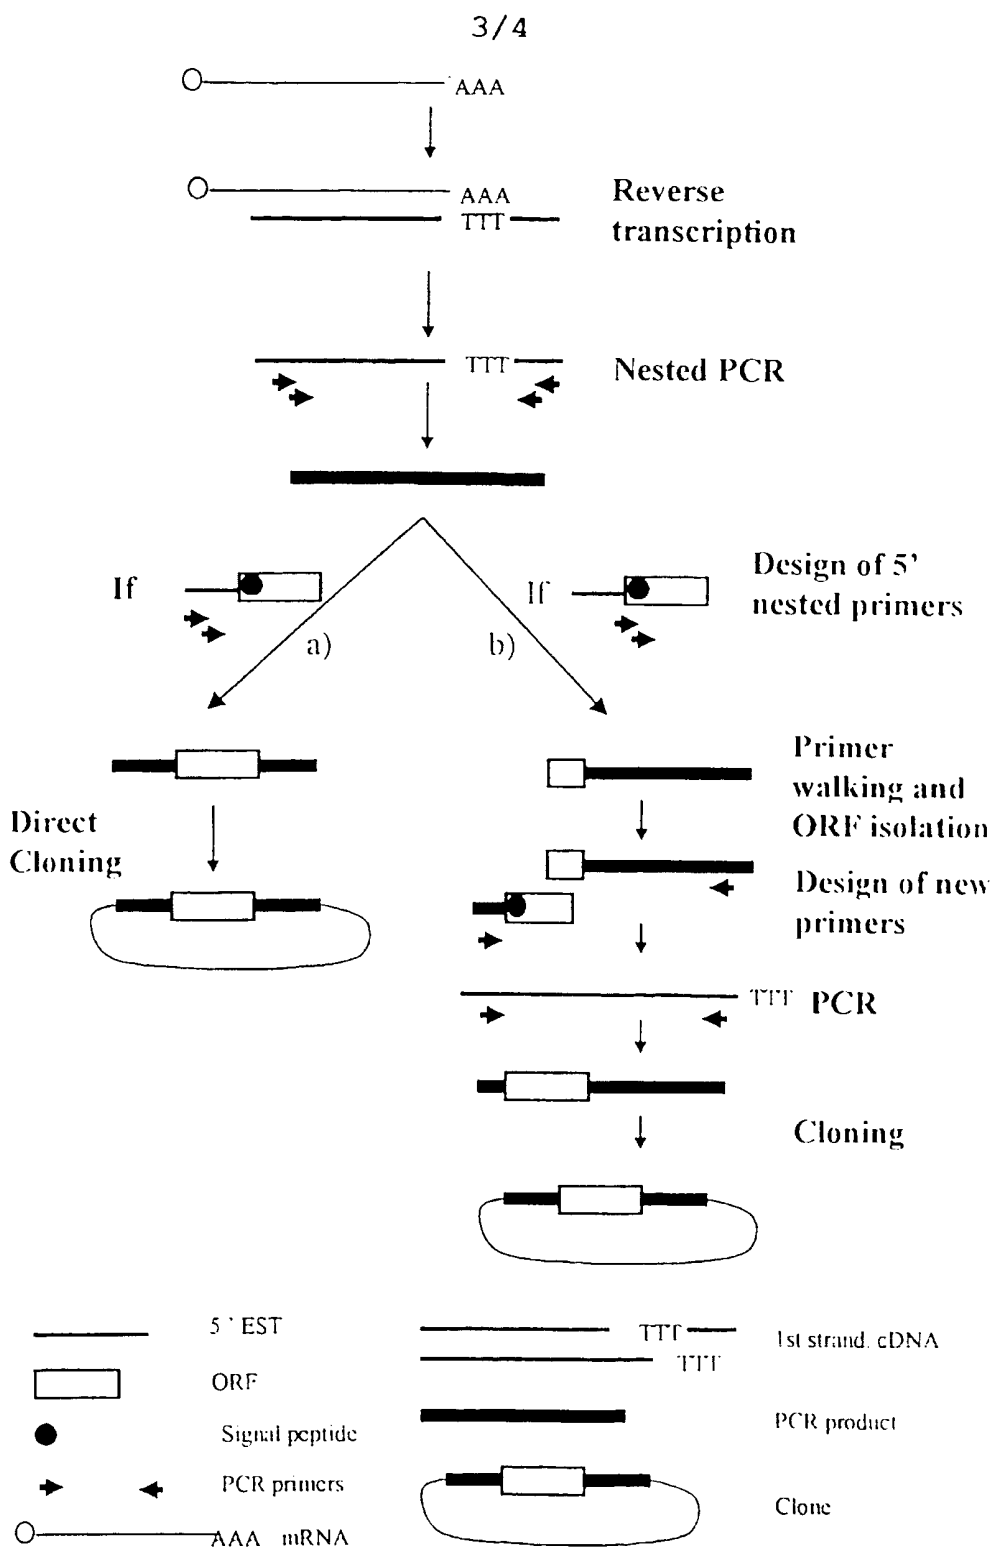 3/4
AAA
AAA
TTT
Reverse
transcription
TTT
Nested PCR
If
a)
If
b)
Design of 5'
nested primers
Direct
Cloning
Primer
walking and
ORF isolation
Design of new
primers
TTT PCR
Cloning
5' EST
ORF
Signal peptide
PCR primers
AAA mRNA
TTT
TTT
1st strand. cDNA
PCR product
Clone